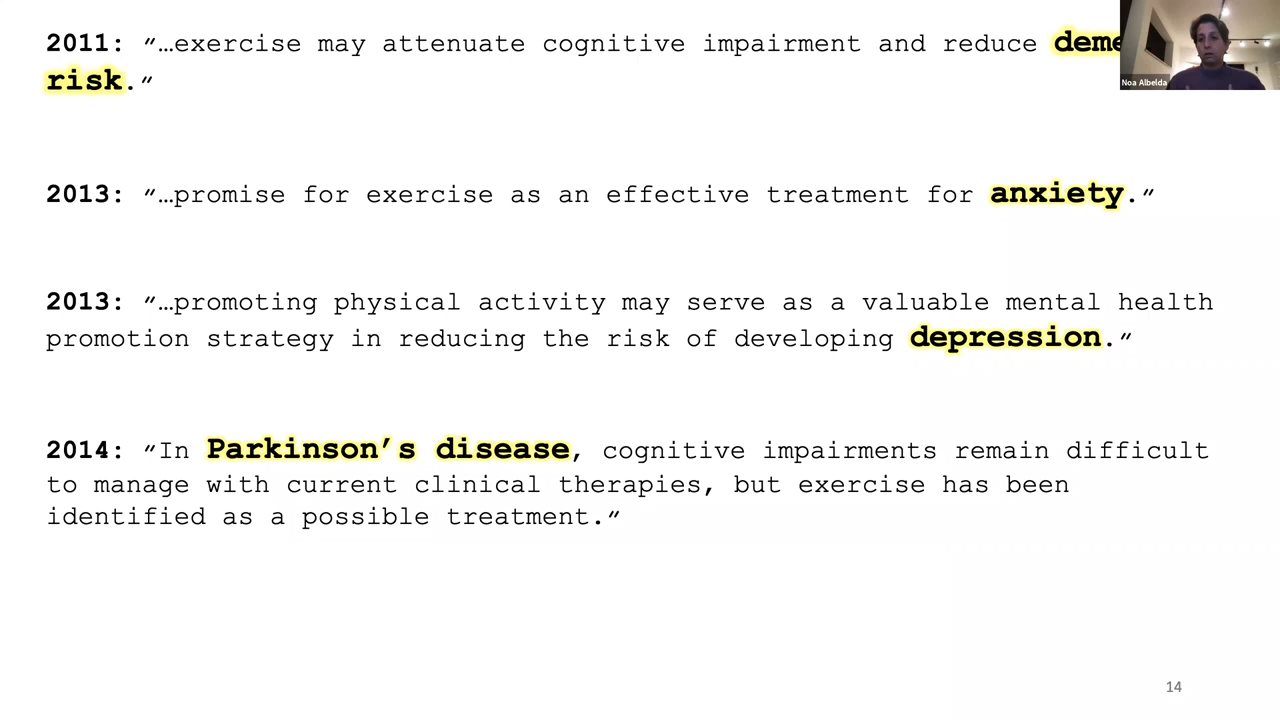 2011: “…exercise may attenuate cognitive impairment and reduce
risk.”
Noa Albelda
2013: “…promise for exercise as an effective treatment for anxiety.”
2013: “…promoting physical activity may serve as a valuable mental health
promotion strategy in reducing the risk of developing depression.”
2014: “In Parkinson’s disease, cognitive impairments remain difficult
to manage with current clinical therapies, but exercise has been
identified as a possible treatment.”
14